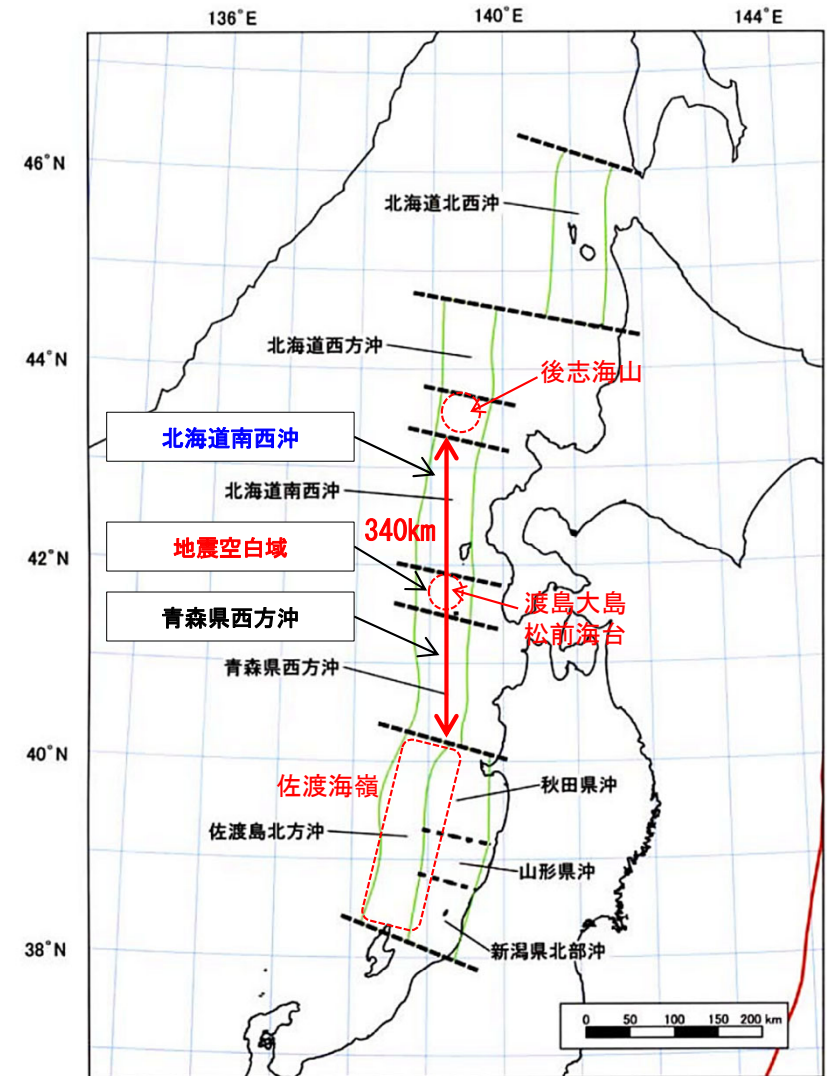 136°E
140°E
144°E
46°N
北海道北西沖
北海道西方沖
44°N
後志海山
北海道南西沖
北海道南西沖
340km
地震空白域
42°N
渡島大島
松前海台
青森県西方沖
青森県西方沖
40°N
佐渡海嶺
秋田県沖
佐渡島北方沖
山形県沖
38°N
新潟県北部沖
0 50 100 150 200 km